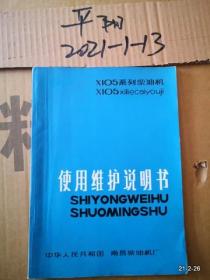 平翔
2021-1-13
X105系列柴油机
X105xiliecaiyouji
使用维护说明书
SHIYONGWEIHU
SHUOMINGSHU
中华人民共和国 南昌柴油机厂
21-2-26